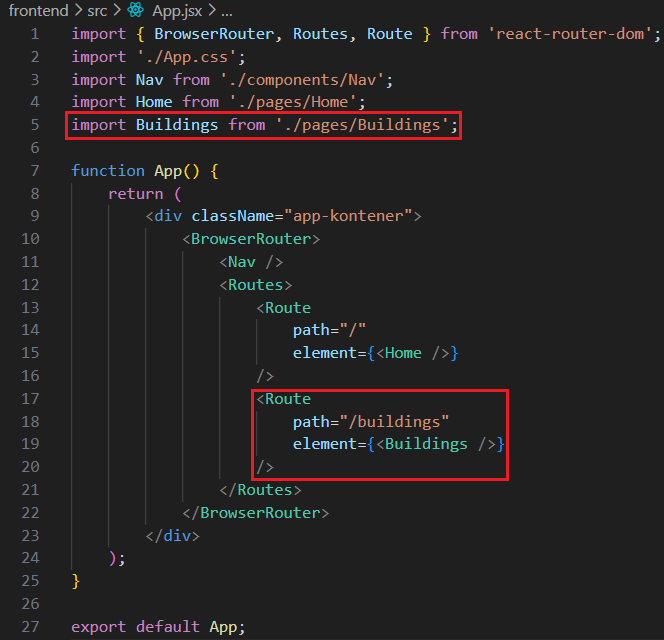 frontend > src > App.jsx > ...
1 import { BrowserRouter, Routes, Route } from 'react-router-dom';
2 import './App.css';
3 import Nav from './components/Nav';
4 import Home from './pages/Home';
5 import Buildings from './pages/Buildings';
6
7 function App() {
8     return (
9         <div className="app-kontener">
10             <BrowserRouter>
11                 <Nav />
12                 <Routes>
13                     <Route
14                         path="/"
15                         element={<Home />}
16                     />
17                     <Route
18                         path="/buildings"
19                         element={<Buildings />}
20                     />
21                 </Routes>
22             </BrowserRouter>
23         </div>
24     );
25 }
26
27 export default App;